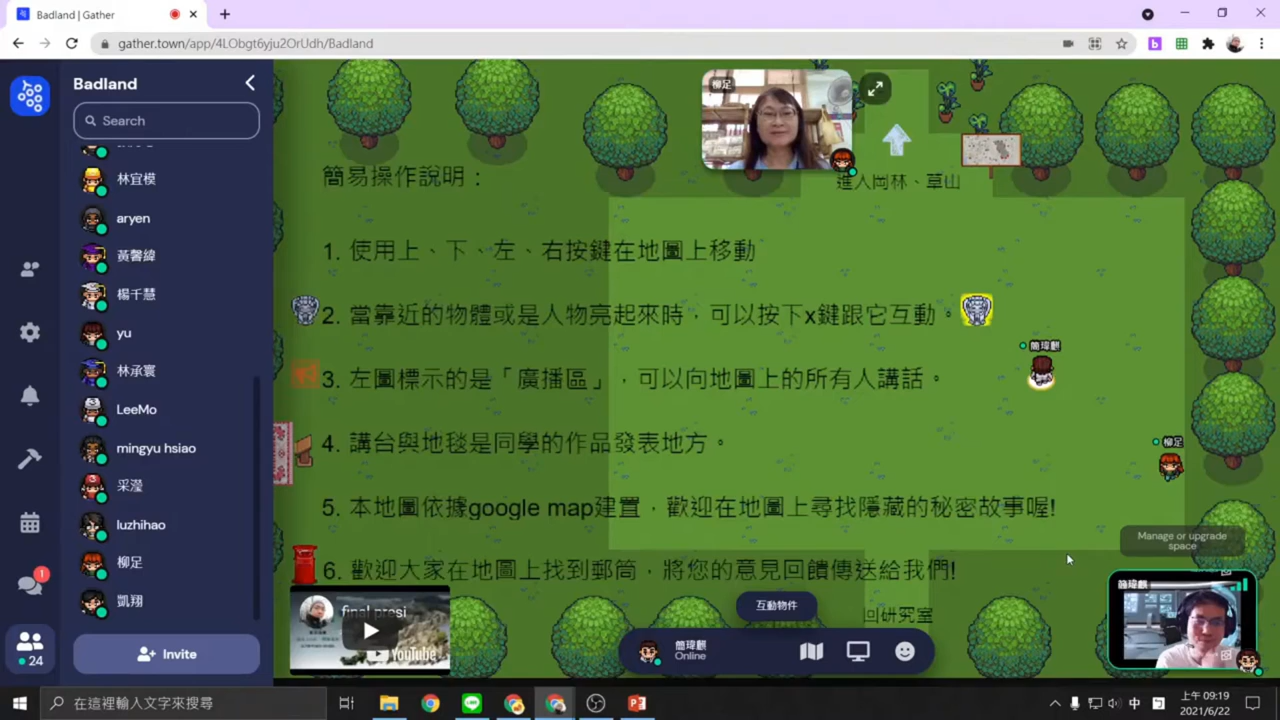 Badland | Gather
gather.town/app/4LObgt6yju2OrUdh/Badland
Badland
Search
林宜模
aryen
黃馨緯
楊千慧
yu
林承寰
LeeMo
mingyu hsiao
采瀅
luzhihao
柳足
凱翔
24
1
Invite
柳足
進入岡林、草山
簡易操作說明：
1. 使用上、下、左、右按鍵在地圖上移動
2. 當靠近的物體或是人物亮起來時，可以按下x鍵跟它互動。
簡瑋麒
3. 左圖標示的是「廣播區」，可以向地圖上的所有人講話。
4. 講台與地毯是同學的作品發表地方。
柳足
5. 本地圖依據google map建置，歡迎在地圖上尋找隱藏的秘密故事喔!
Manage or upgrade
space
6. 歡迎大家在地圖上找到郵筒，將您的意見回饋傳送給我們!
簡瑋麒
final presi
YouTube
互動物件
回研究室
簡瑋麒
Online
在這裡輸入文字來搜尋
中
上午 09:19
2021/6/22